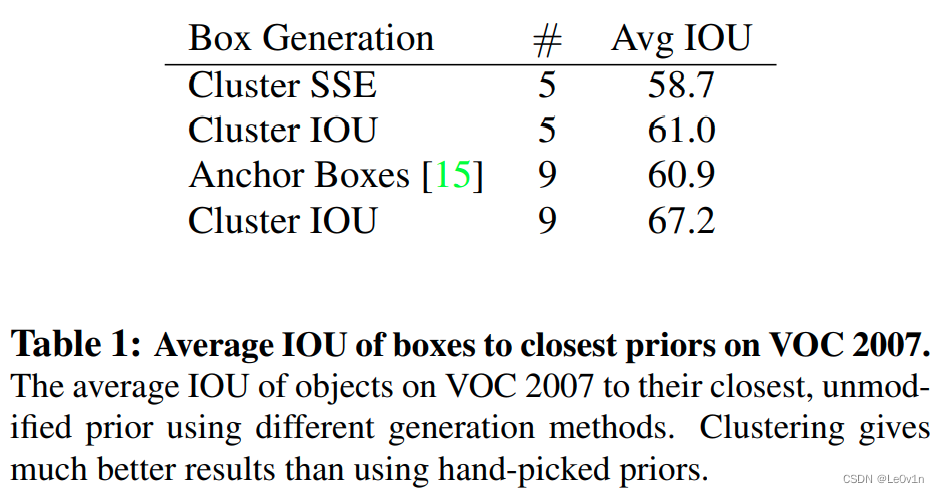 Box Generation # Avg IOU
Cluster SSE 5 58.7
Cluster IOU 5 61.0
Anchor Boxes [15] 9 60.9
Cluster IOU 9 67.2
Table 1: Average IOU of boxes to closest priors on VOC 2007.
The average IOU of objects on VOC 2007 to their closest, unmod-
ified prior using different generation methods. Clustering gives
much better results than using hand-picked priors.
CSDN @Le0v1n